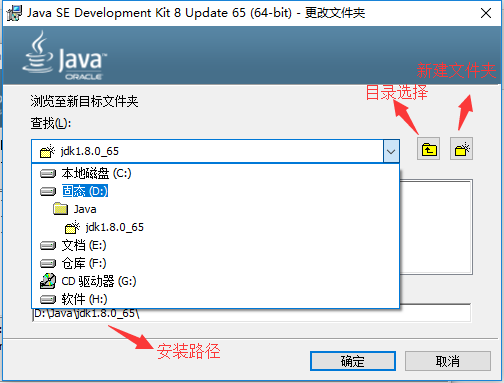 Java SE Development Kit 8 Update 65 (64-bit) - 更改文件夹
Java
ORACLE
新建文件夹
浏览至新目标文件夹
目录选择
查找(L):
jdk1.8.0_65
本地磁盘 (C:)
固态 (D:)
Java
jdk1.8.0_65
文档 (E:)
仓库 (F:)
CD 驱动器 (G:)
软件 (H:)
D:\Java\jdk1.8.0_65\
安装路径
确定
取消